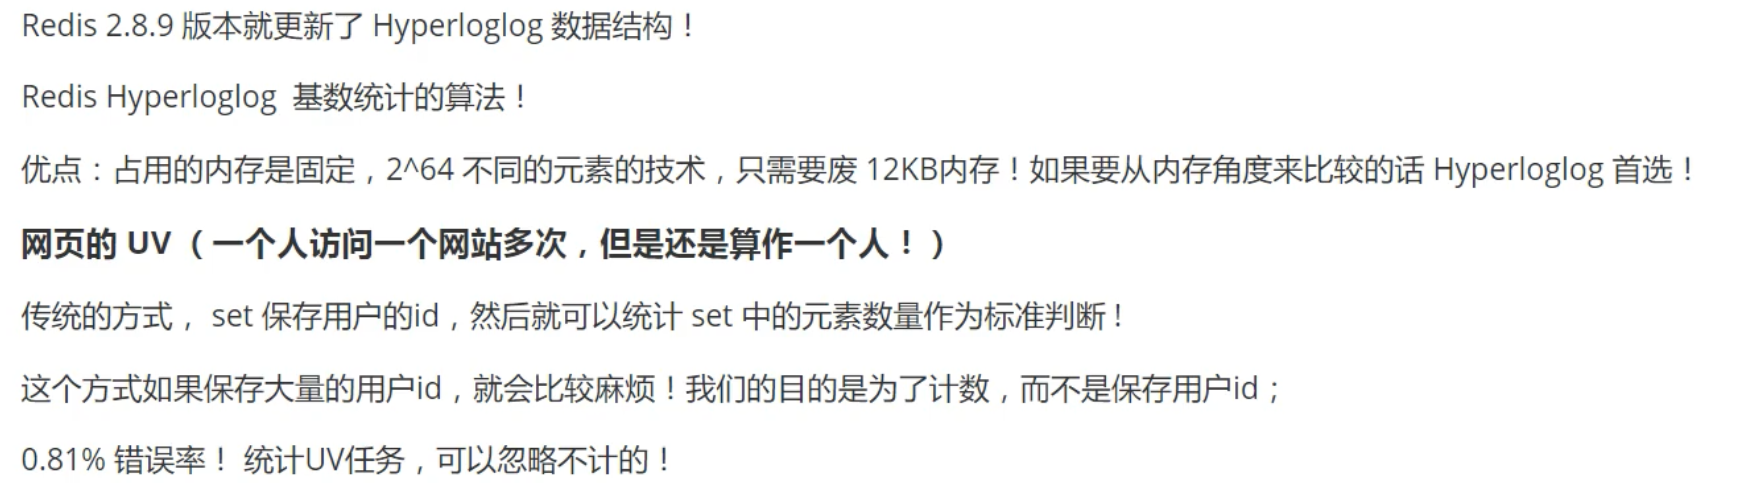 Redis 2.8.9 版本就更新了 Hyperloglog 数据结构！
Redis Hyperloglog 基数统计的算法！
优点：占用的内存是固定，2^64 不同的元素的技术，只需要废 12KB内存！如果要从内存角度来比较的话 Hyperloglog 首选！
网页的 UV （一个人访问一个网站多次，但是还是算作一个人！）
传统的方式， set 保存用户的id，然后就可以统计 set 中的元素数量作为标准判断！
这个方式如果保存大量的用户id，就会比较麻烦！我们的目的是为了计数，而不是保存用户id；
0.81% 错误率！ 统计UV任务，可以忽略不计的！